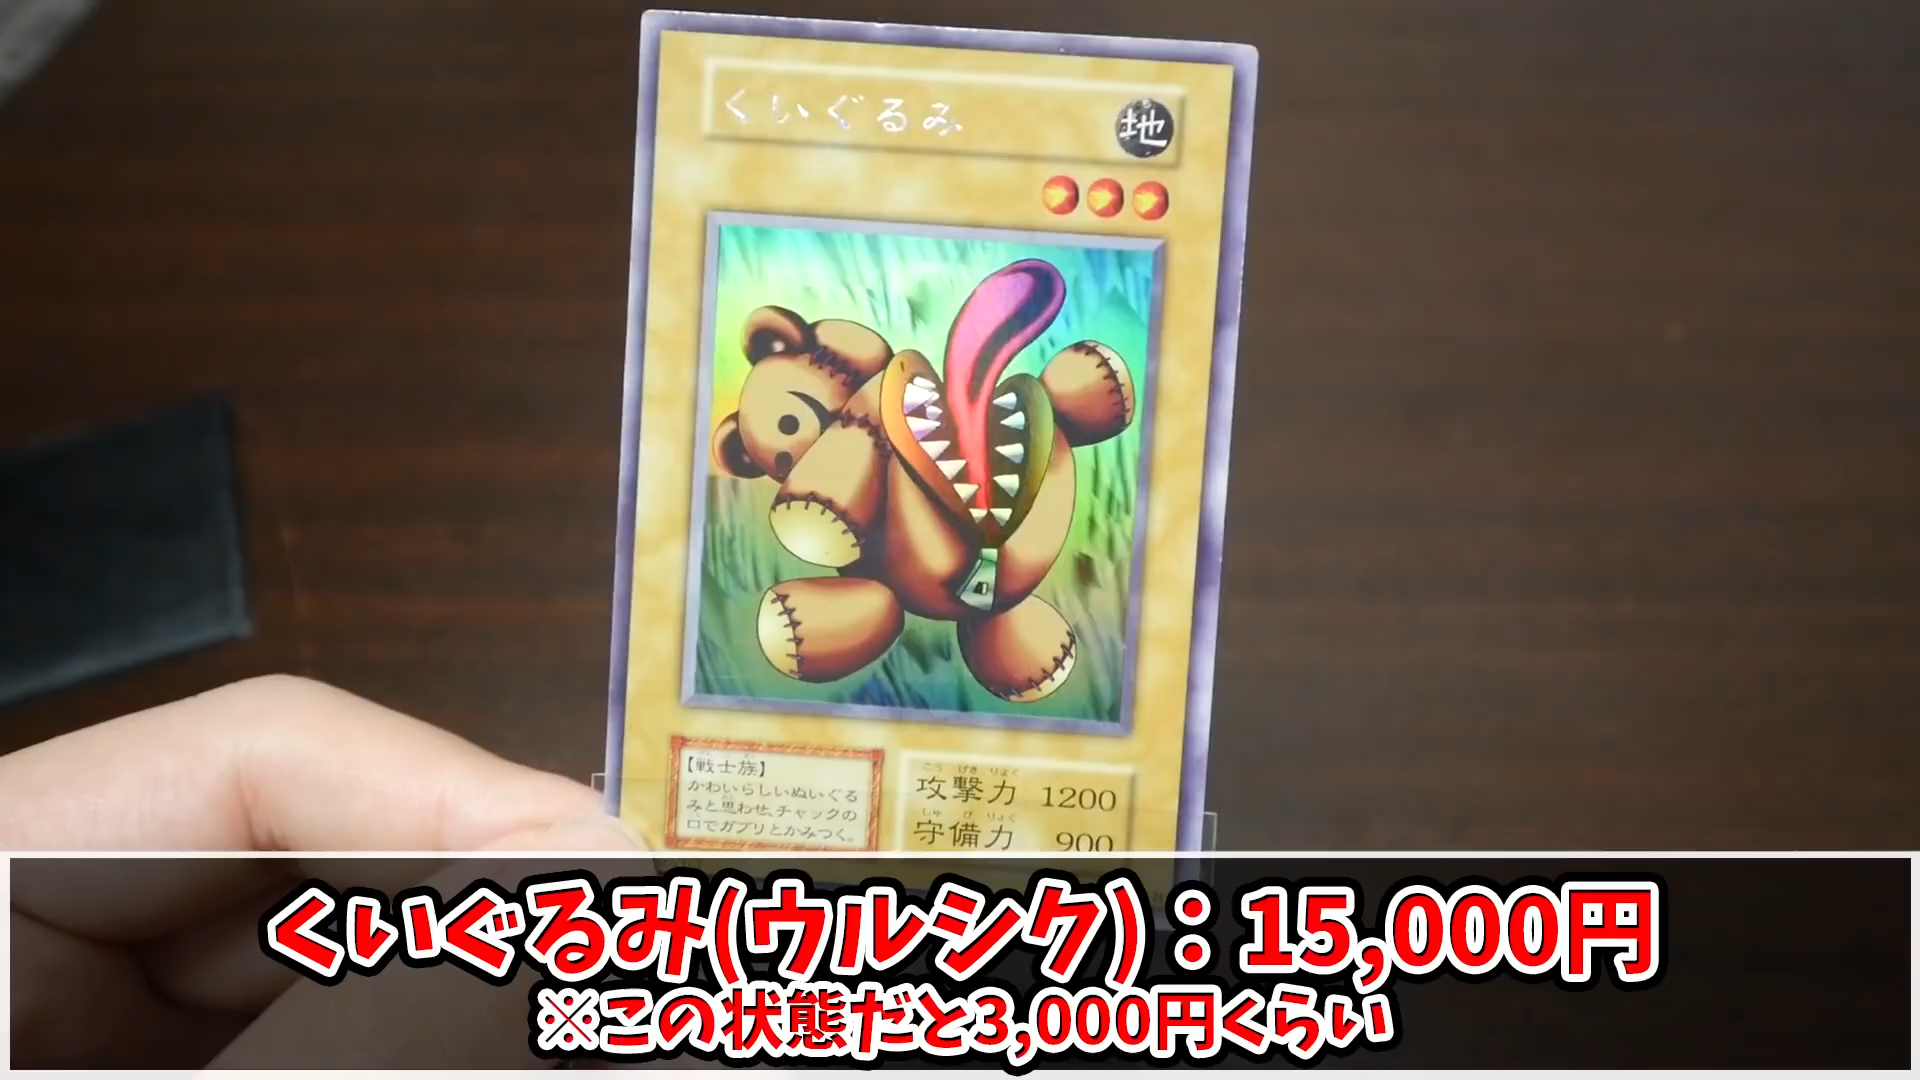 くいぐるみ
地
【戦士族】
かわいらしいぬいぐる
みと思わせ、チャックの
口でガブリとかみつく。
こう げき りょく
攻撃力 1200
しゅ び りょく
守備力 900
くいぐるみ(ウルシク)：15,000円
※この状態だと3,000円くらい